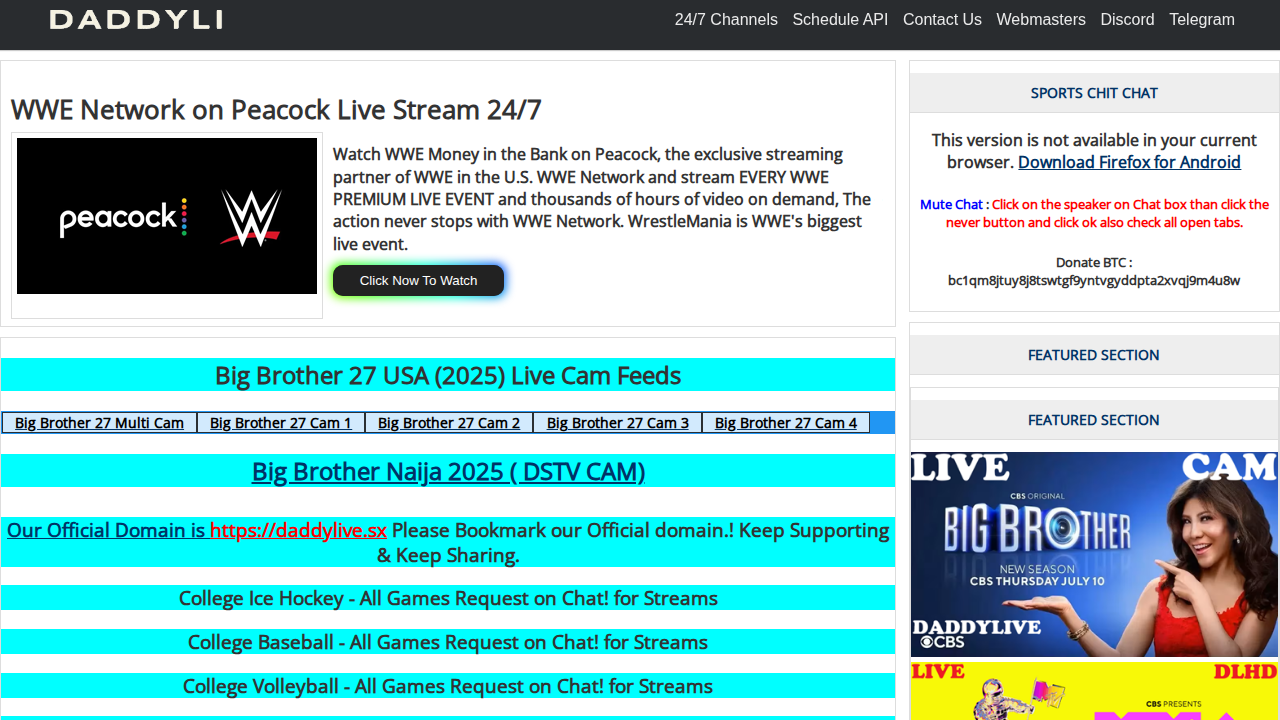 DADDYLI
24/7 Channels Schedule API Contact Us Webmasters Discord Telegram
WWE Network on Peacock Live Stream 24/7
peacock W
Watch WWE Money in the Bank on Peacock, the exclusive streaming
partner of WWE in the U.S. WWE Network and stream EVERY WWE
PREMIUM LIVE EVENT and thousands of hours of video on demand, The
action never stops with WWE Network. WrestleMania is WWE's biggest
live event.
Click Now To Watch
Big Brother 27 USA (2025) Live Cam Feeds
Big Brother 27 Multi Cam Big Brother 27 Cam 1 Big Brother 27 Cam 2 Big Brother 27 Cam 3 Big Brother 27 Cam 4
Big Brother Naija 2025 ( DSTV CAM)
Our Official Domain is https://daddylive.sx Please Bookmark our Official domain.! Keep Supporting
& Keep Sharing.
College Ice Hockey - All Games Request on Chat! for Streams
College Baseball - All Games Request on Chat! for Streams
College Volleyball - All Games Request on Chat! for Streams
SPORTS CHIT CHAT
This version is not available in your current
browser. Download Firefox for Android
Mute Chat : Click on the speaker on Chat box than click the
never button and click ok also check all open tabs.
Donate BTC :
bc1qm8jtuy8j8tswtgf9yntvgyddpta2xvqj9m4u8w
FEATURED SECTION
FEATURED SECTION
LIVE CAM
CBS ORIGINAL
BIG BROTHER
NEW SEASON
CBS THURSDAY JULY 10
DADDYLIVE
CBS
LIVE DLHD
CBS PRESENTS